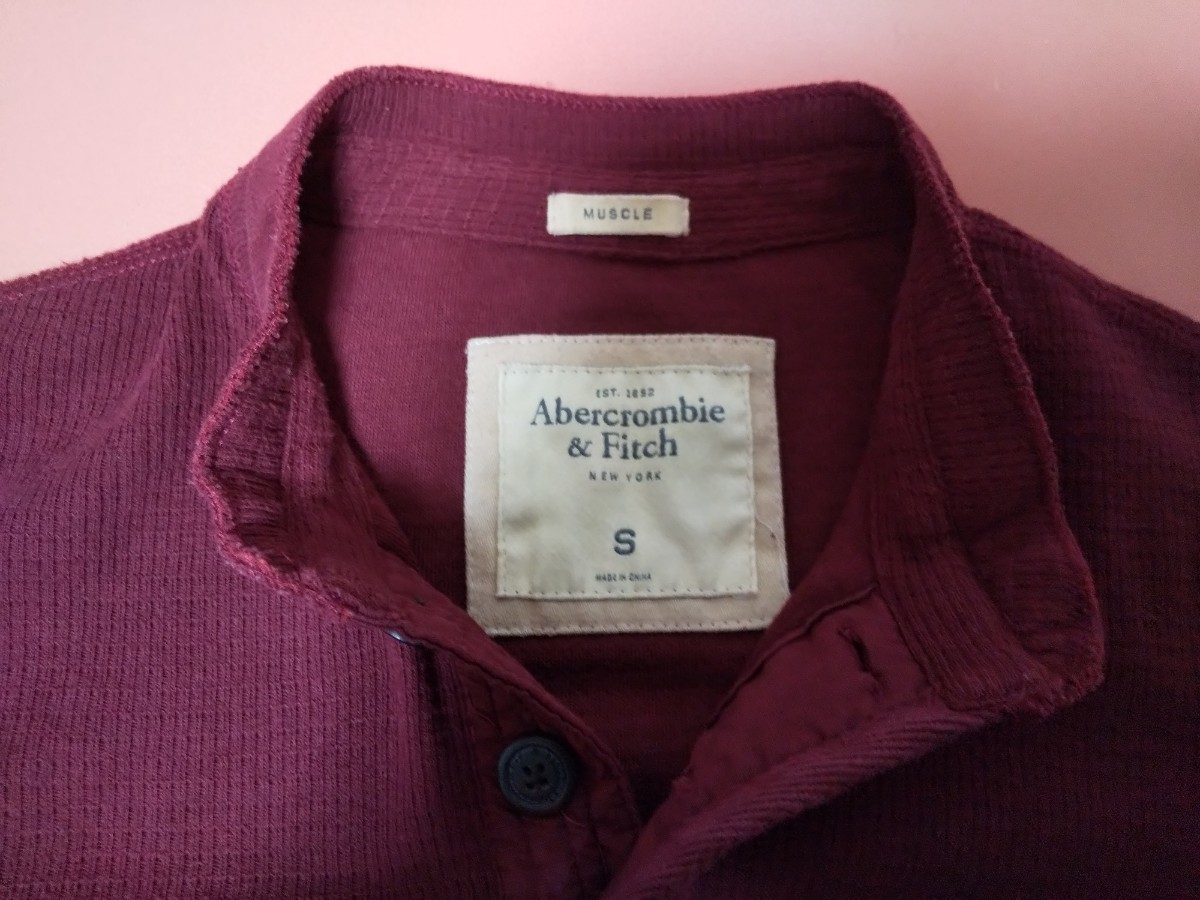 MUSCLE
EST. 1892
Abercrombie
& Fitch
NEW YORK
S
MADE IN CHINA